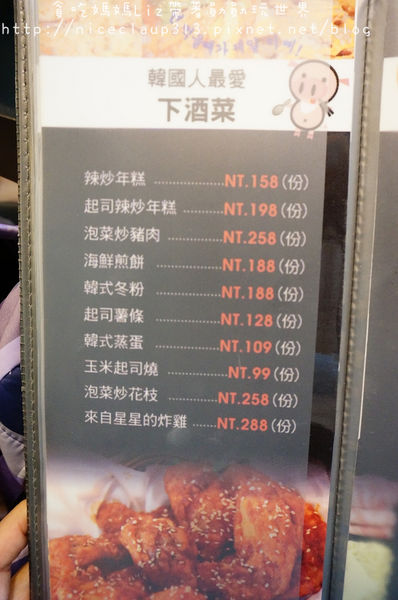 貪吃媽媽Liz帶著勛勛玩世界
http://niceclaup313.pixnet.net/blog
韓國人最愛
下酒菜
辣炒年糕 ....................NT.158(份)
起司辣炒年糕 ............NT.198(份)
泡菜炒豬肉 ................NT.258(份)
海鮮煎餅 ....................NT.188(份)
韓式冬粉 ....................NT.188(份)
起司薯條 ....................NT.128(份)
韓式蒸蛋 ....................NT.109(份)
玉米起司燒 ................NT.99(份)
泡菜炒花枝 ...............NT.258(份)
來自星星的炸雞 .......NT.288(份)